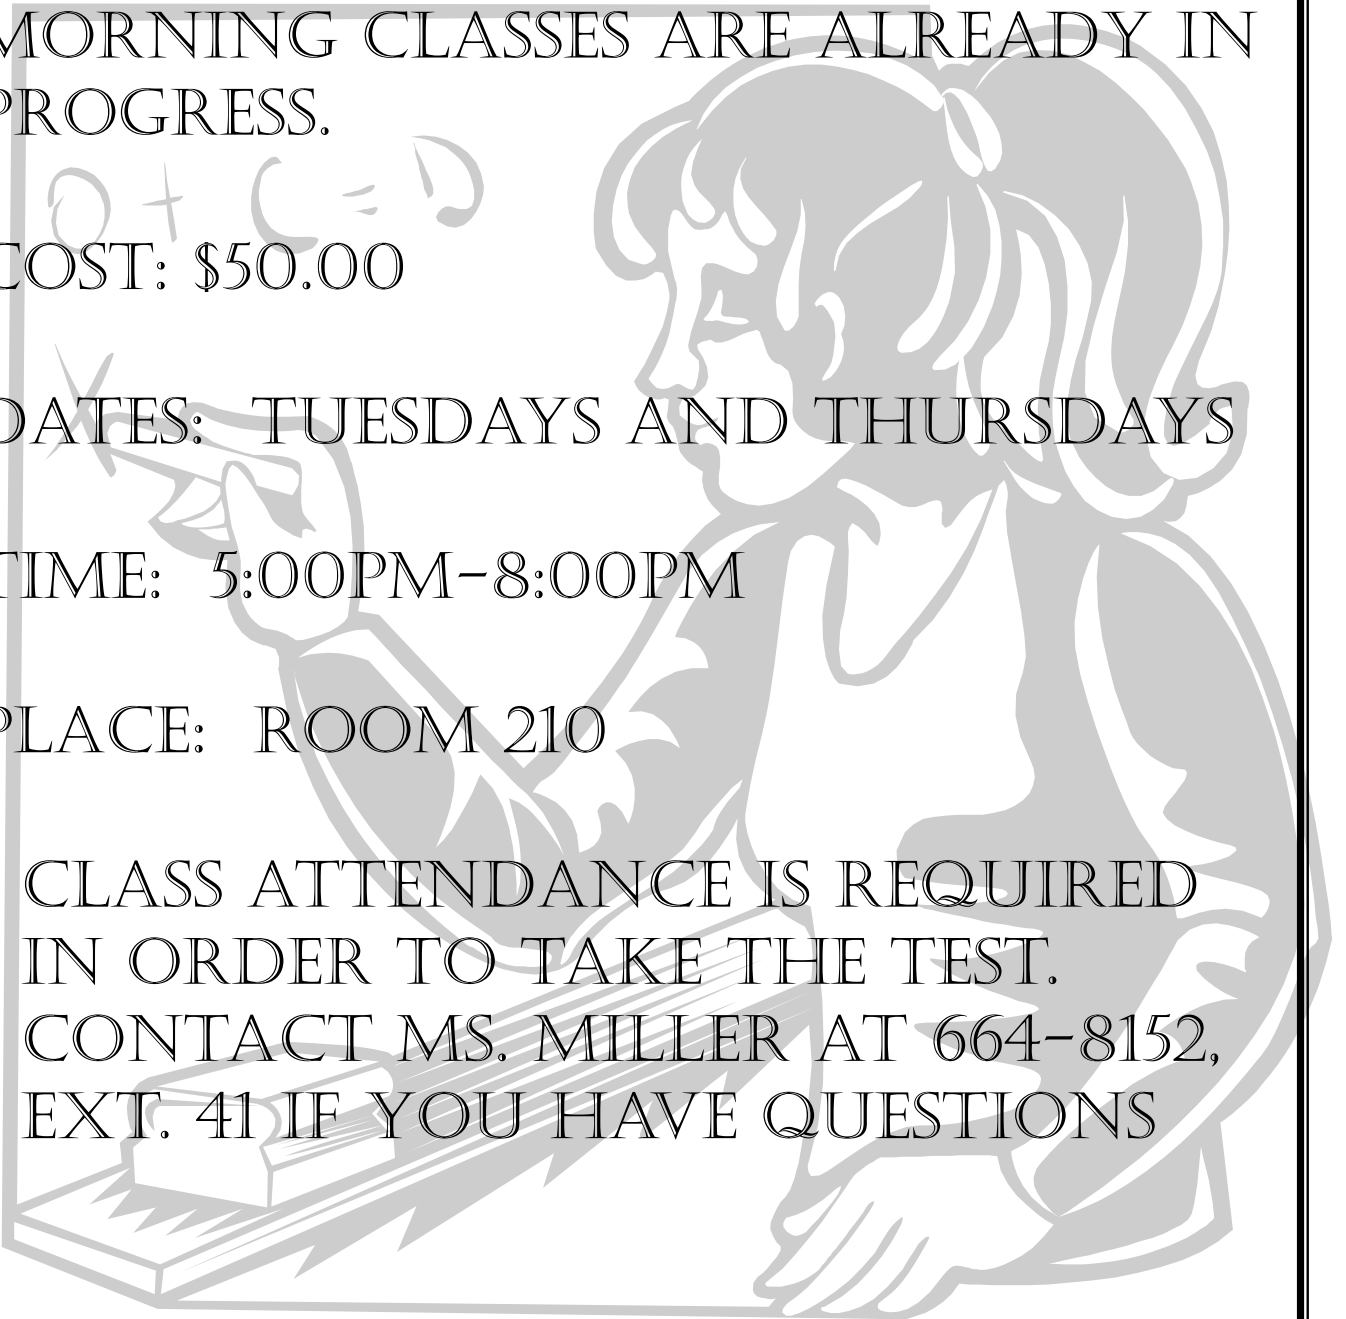 MORNING CLASSES ARE ALREADY IN
PROGRESS.
O + C = D
COST: $50.00
DATES: TUESDAYS AND THURSDAYS
TIME: 5:00PM-8:00PM
PLACE: ROOM 210
CLASS ATTENDANCE IS REQUIRED
IN ORDER TO TAKE THE TEST.
CONTACT MS. MILLER AT 664-8152,
EXT. 41 IF YOU HAVE QUESTIONS